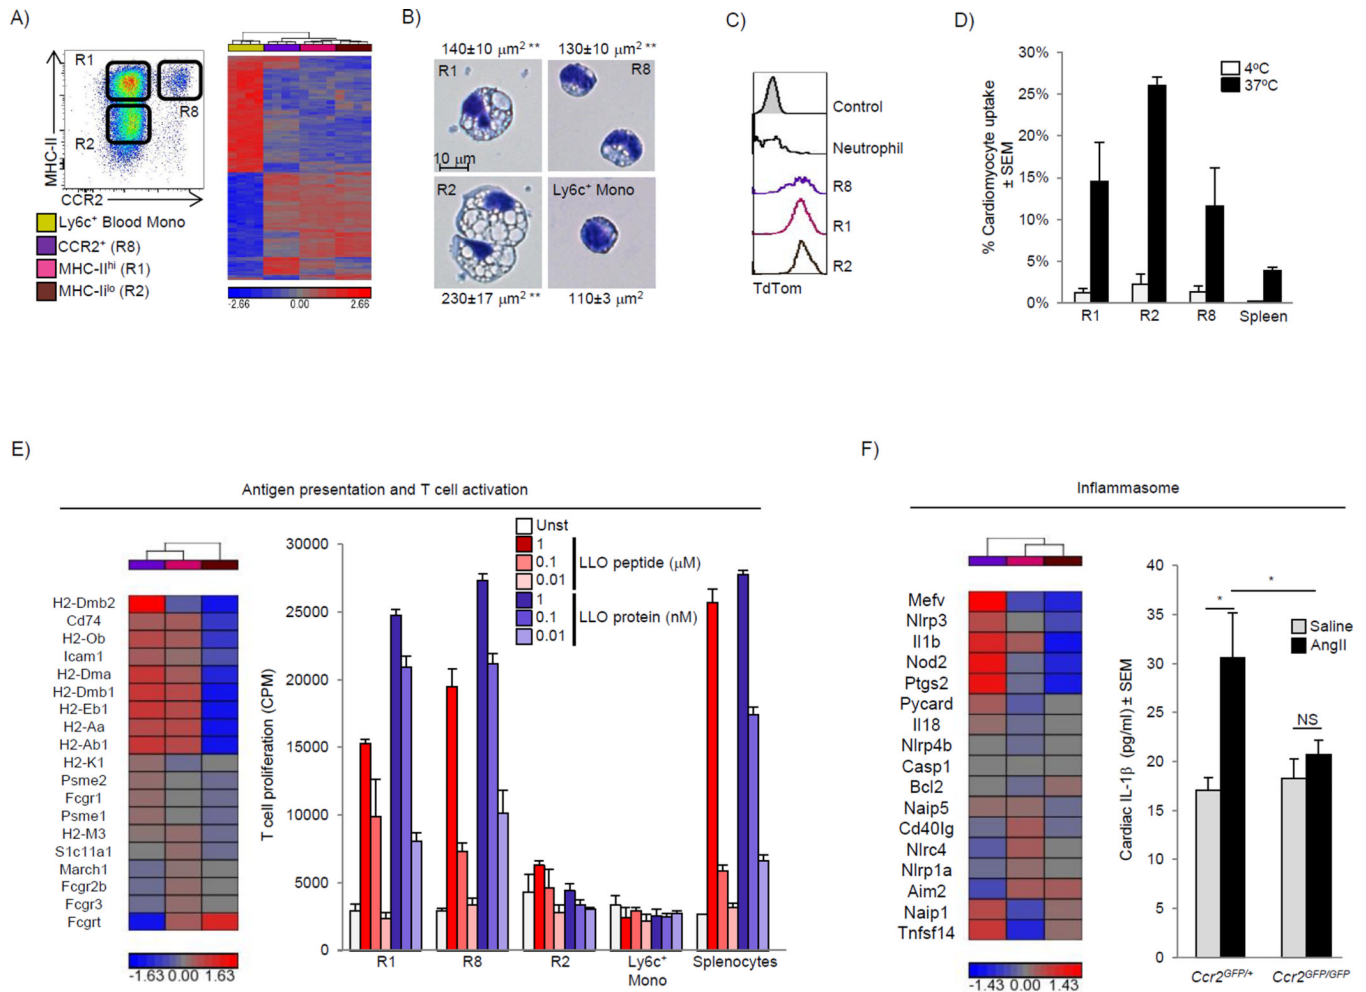 A)
R1
R8
R2
MHC-II
CCR2
Ly6c⁺ Blood Mono
CCR2⁺ (R8)
MHC-IIʰⁱ (R1)
MHC-Iiˡᵒ (R2)
-2.66 0.00 2.66
B)
140±10 μm² ** 130±10 μm² **
R1 R8
10 μm
R2 Ly6c⁺ Mono
230±17 μm² ** 110±3 μm²
C)
Control
Neutrophil
R8
R1
R2
TdTom
D)
% Cardiomyocyte uptake
± SEM
30%
25%
20%
15%
10%
5%
0%
4ºC
37ºC
R1 R2 R8 Spleen
E)
Antigen presentation and T cell activation
H2-Dmb2
Cd74
H2-Ob
Icam1
H2-Dma
H2-Dmb1
H2-Eb1
H2-Aa
H2-Ab1
H2-K1
Psme2
Fcgr1
Psme1
H2-M3
S1c11a1
March1
Fcgr2b
Fcgr3
Fcgrt
-1.63 0.00 1.63
T cell proliferation (CPM)
30000
25000
20000
15000
10000
5000
0
Unst
1
0.1
0.01
LLO peptide (μM)
1
0.1
0.01
LLO protein (nM)
R1 R8 R2 Ly6c⁺ Mono Splenocytes
F)
Inflammasome
Mefv
Nlrp3
Il1b
Nod2
Ptgs2
Pycard
Il18
Nlrp4b
Casp1
Bcl2
Naip5
Cd40lg
Nlrc4
Nlrp1a
Aim2
Naip1
Tnfsf14
-1.43 0.00 1.43
Cardiac IL-1β (pg/ml) ± SEM
40
35
30
25
20
15
10
5
0
*
*
NS
Saline
AngII
Ccr2ᴳᶠᴾ/⁺ Ccr2ᴳᶠᴾ/ᴳᶠᴾ